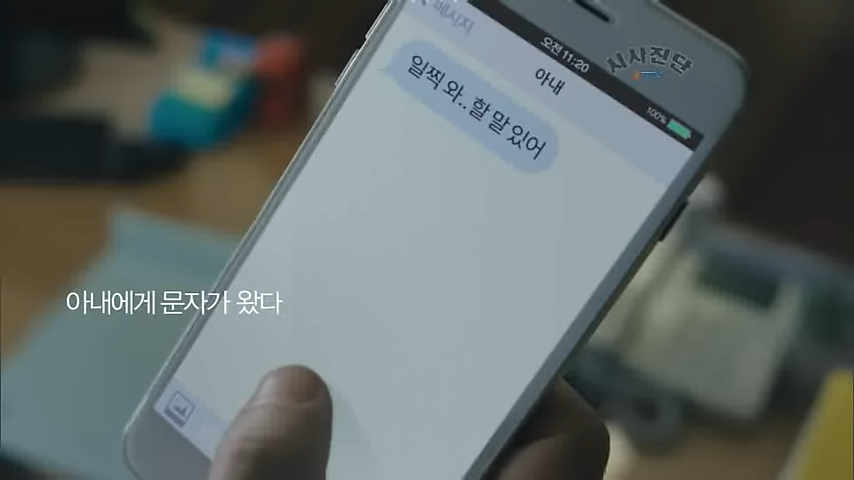 메시지
오전 11:20
시사진단
TV
아내
100%
일찍 와.. 할 말 있어
아내에게 문자가 왔다